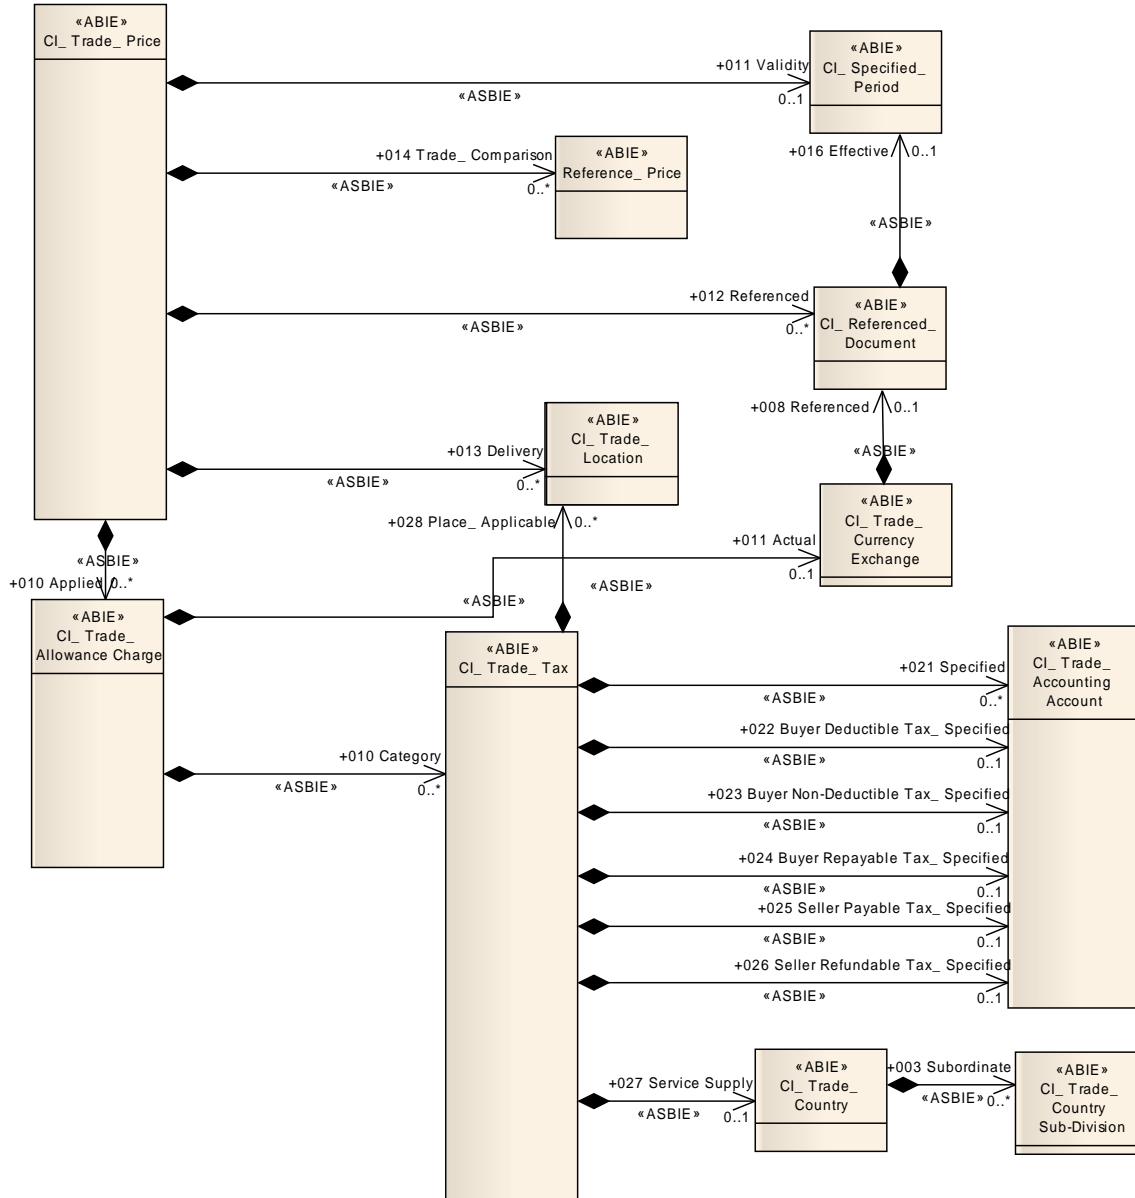 «ABIE»
CI_ Trade_ Price
«ABIE»
CI_ Specified_
Period
+011 Validity
0..1
«ASBIE»
+014 Trade_ Comparison
0..*
«ASBIE»
«ABIE»
Reference_ Price
+016 Effective
0..1
«ASBIE»
+012 Referenced
0..*
«ASBIE»
«ABIE»
CI_ Referenced_
Document
+008 Referenced
0..1
«ASBIE»
+013 Delivery
0..*
«ASBIE»
«ABIE»
CI_ Trade_
Location
«ABIE»
CI_ Trade_
Currency
Exchange
+028 Place_ Applicable
0..*
«ASBIE»
«ASBIE»
+010 Applied
0..*
+011 Actual
0..1
«ASBIE»
«ABIE»
CI_ Trade_
Allowance Charge
«ABIE»
CI_ Trade_ Tax
«ABIE»
CI_ Trade_
Accounting
Account
+021 Specified
0..*
«ASBIE»
+022 Buyer Deductible Tax_ Specified
0..1
«ASBIE»
+010 Category
0..*
«ASBIE»
+023 Buyer Non-Deductible Tax_ Specified
0..1
«ASBIE»
+024 Buyer Repayable Tax_ Specified
0..1
«ASBIE»
+025 Seller Payable Tax_ Specified
0..1
«ASBIE»
+026 Seller Refundable Tax_ Specified
0..1
«ASBIE»
+027 Service Supply
0..1
«ASBIE»
«ABIE»
CI_ Trade_
Country
+003 Subordinate
0..*
«ASBIE»
«ABIE»
CI_ Trade_
Country
Sub-Division